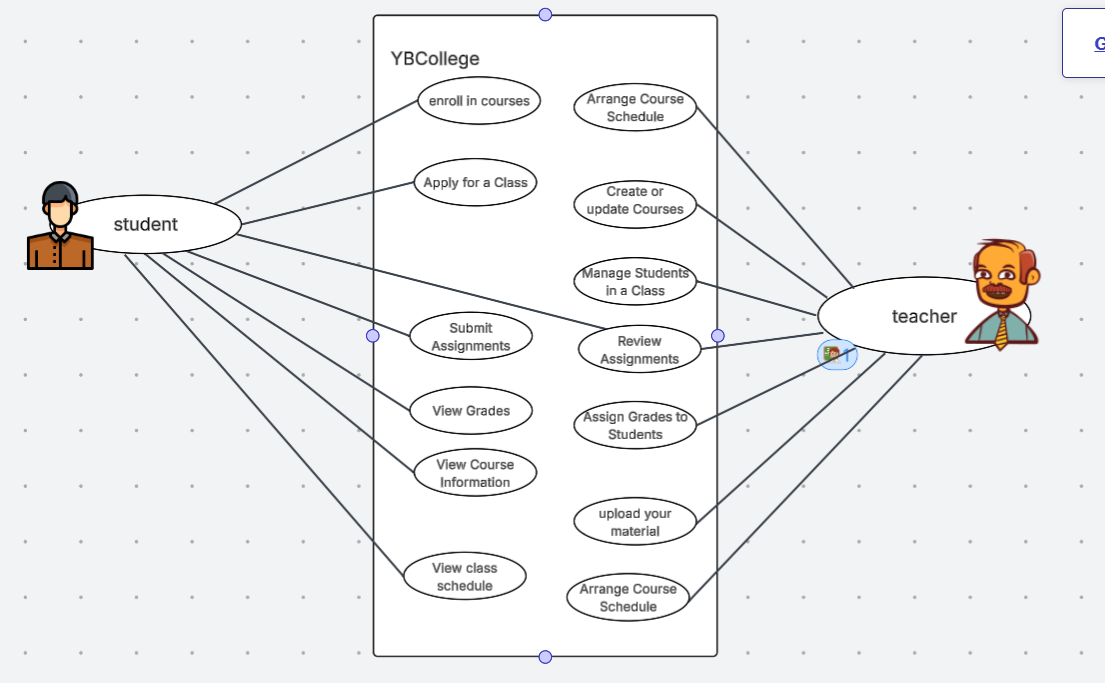 G
YBCollege
enroll in courses
Apply for a Class
Submit
Assignments
View Grades
View Course
Information
View class
schedule
Arrange Course
Schedule
Create or
update Courses
Manage Students
in a Class
Review
Assignments
Assign Grades to
Students
upload your
material
Arrange Course
Schedule
student
teacher
1